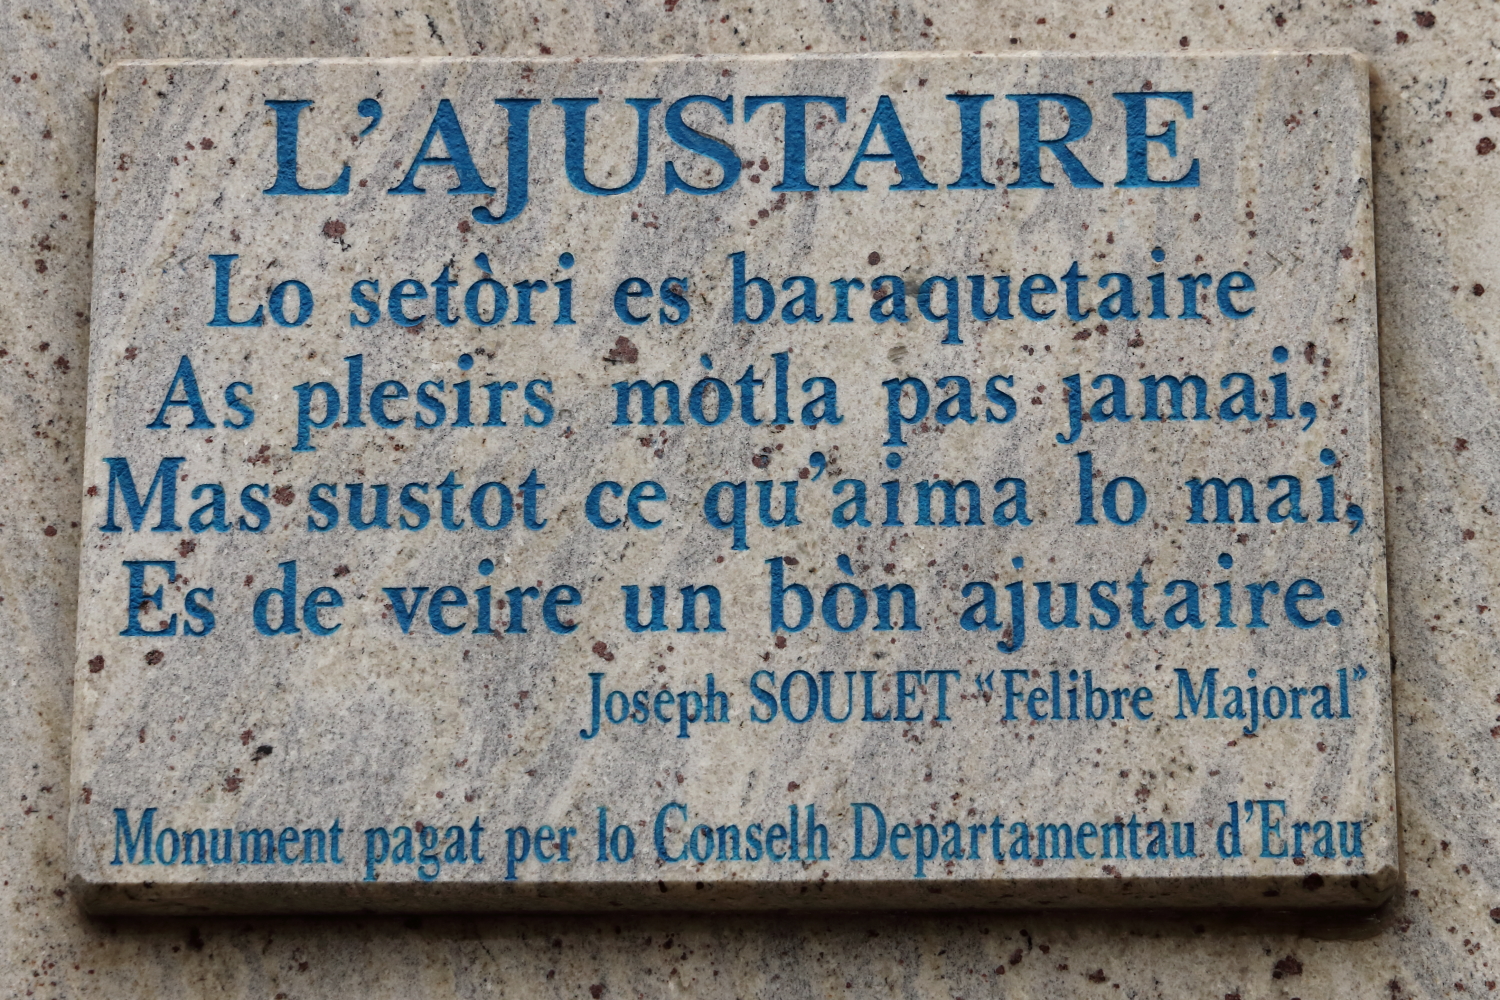 L'AJUSTAIRE
Lo setòri es baraquetaire
As plesirs mòtla pas jamai,
Mas sustot ce qu'aima lo mai,
Es de veire un bòn ajustaire.
Joseph SOULET "Felibre Majoral"
Monument pagat per lo Conselh Departamentau d'Erau